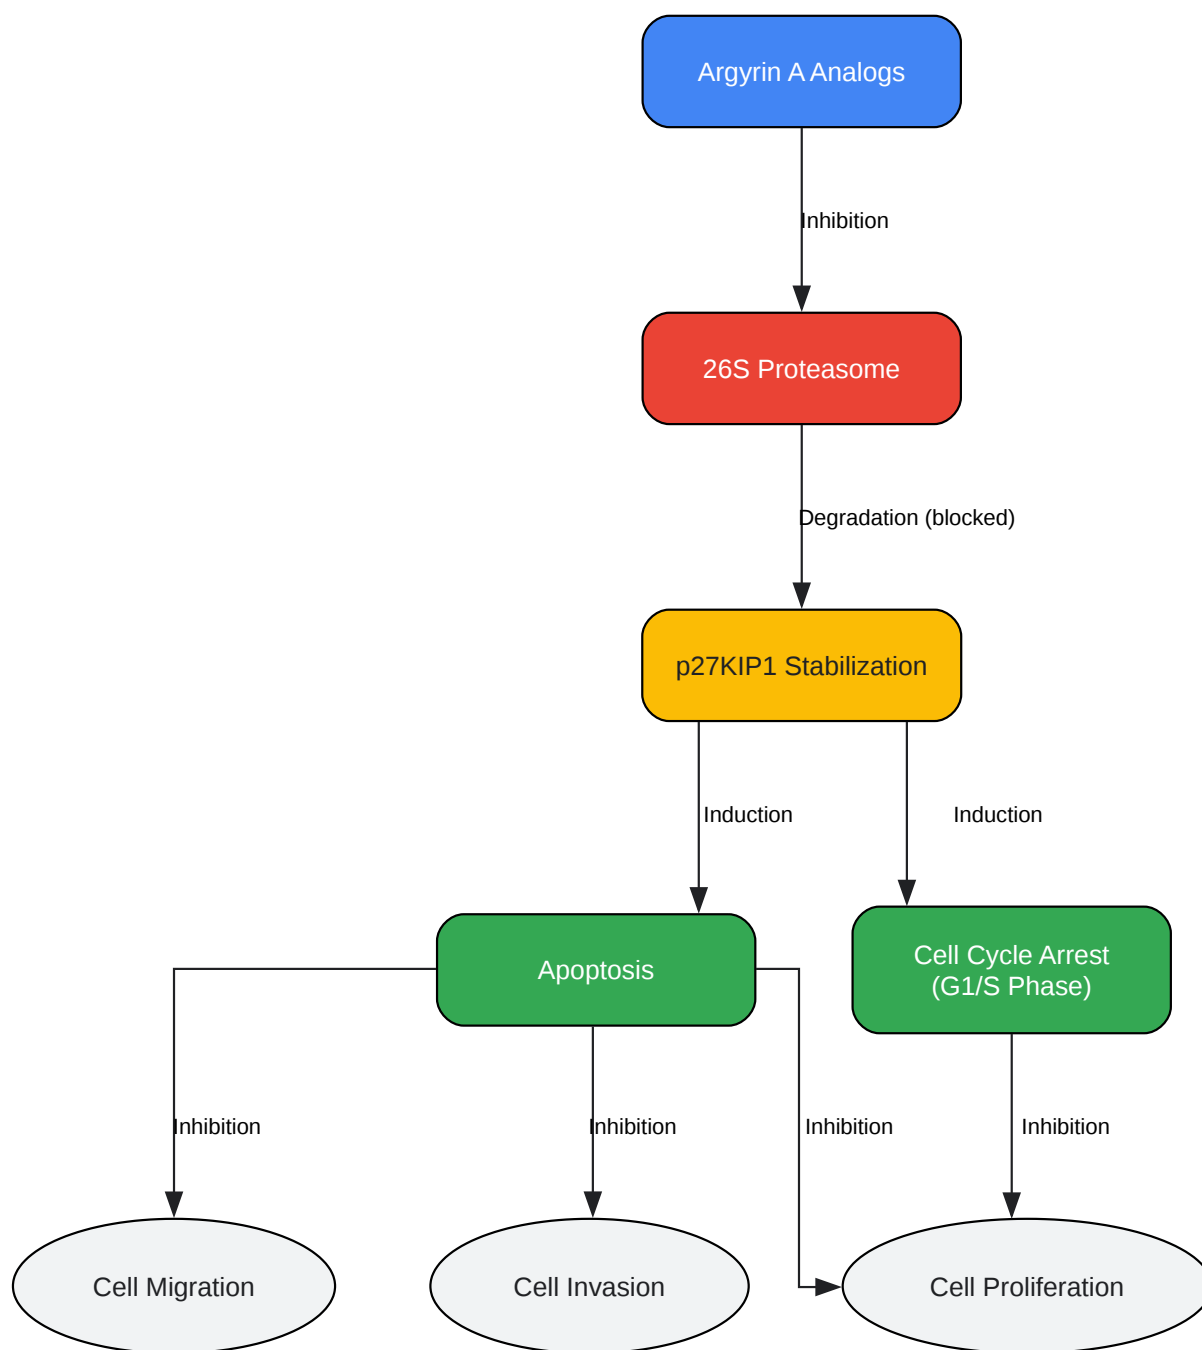 Argyrin A Analogs
Inhibition
26S Proteasome
Degradation (blocked)
p27KIP1 Stabilization
Induction
Induction
Apoptosis
Cell Cycle Arrest
(G1/S Phase)
Inhibition
Inhibition
Inhibition
Inhibition
Cell Migration
Cell Invasion
Cell Proliferation